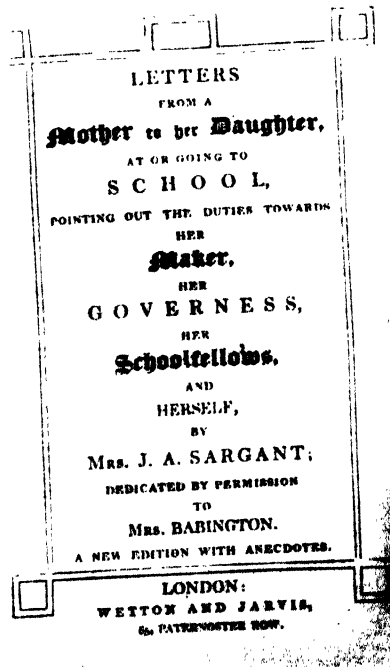 LETTERS
FROM A
Mother to her Daughter,
AT OR GOING TO
SCHOOL,
POINTING OUT THE DUTIES TOWARDS
HER
Maker,
HER
GOVERNESS,
HER
Schoolfellows,
AND
HERSELF,
BY
MRS. J. A. SARGANT;
DEDICATED BY PERMISSION
TO
MRS. BABINGTON.
A NEW EDITION WITH ANECDOTES.
LONDON:
WETTON AND JARVIS,
PATERNOSTER ROW.